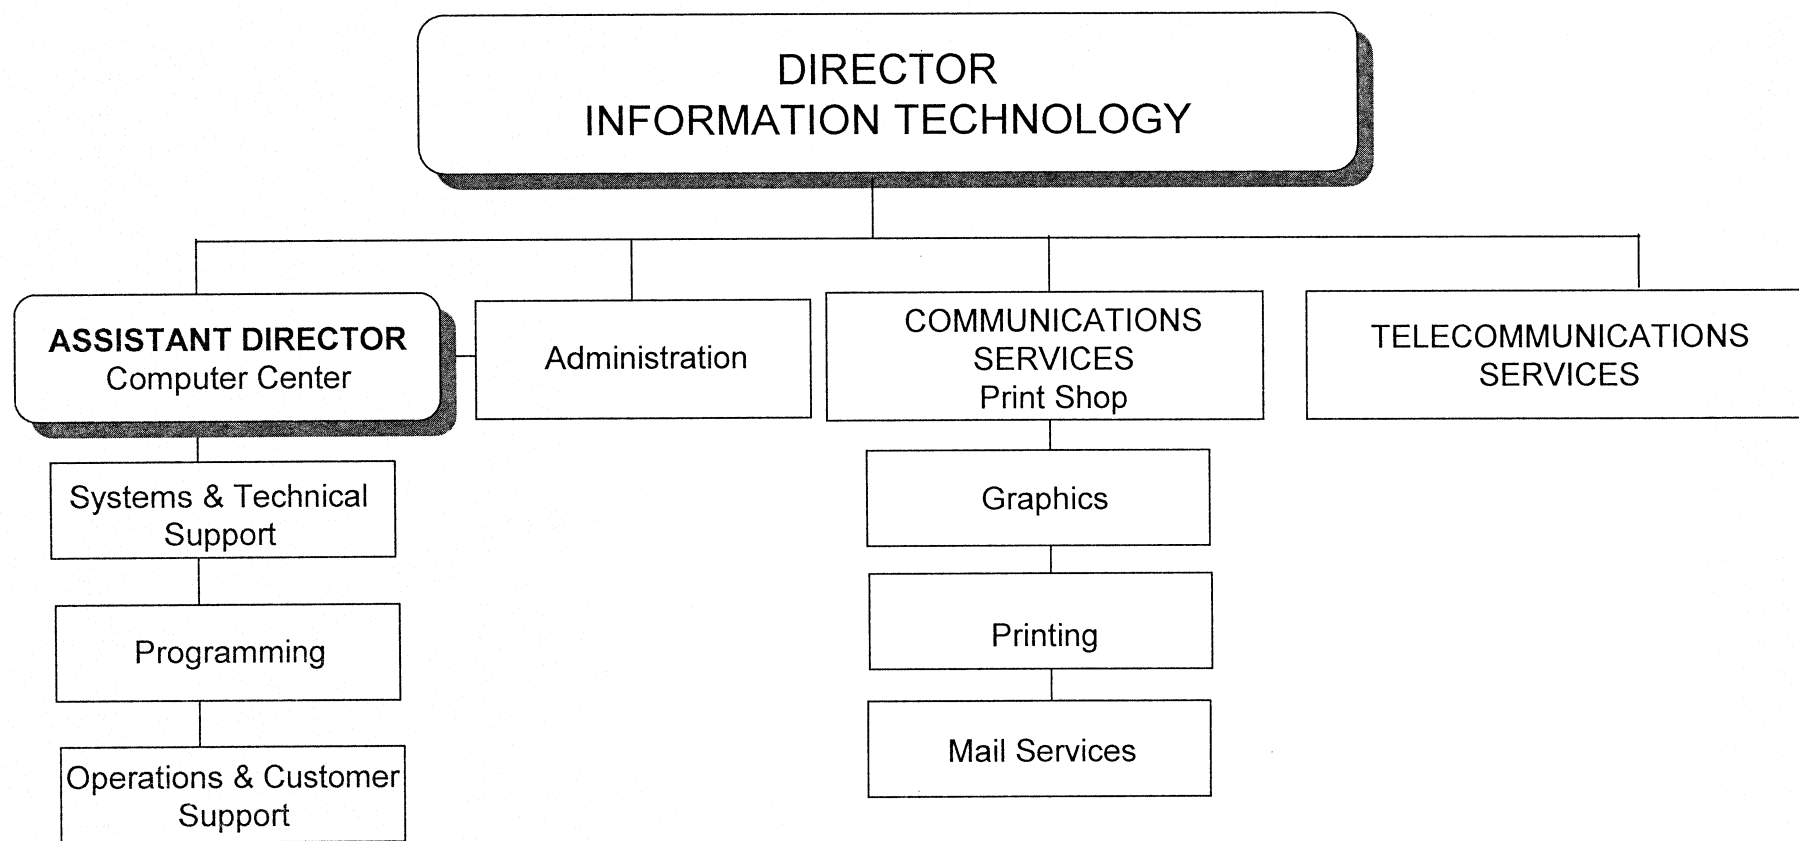 DIRECTOR
INFORMATION TECHNOLOGY
ASSISTANT DIRECTOR
Computer Center
Administration
COMMUNICATIONS
SERVICES
Print Shop
TELECOMMUNICATIONS
SERVICES
Systems & Technical
Support
Programming
Operations & Customer
Support
Graphics
Printing
Mail Services